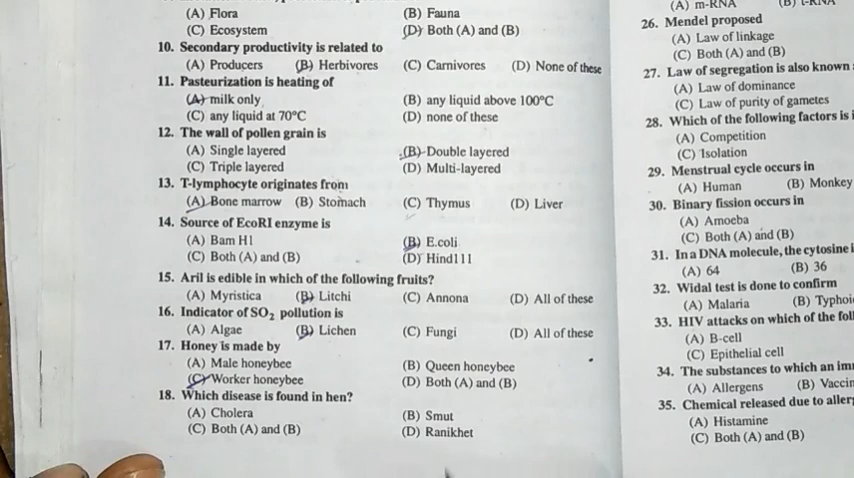 (A) Flora (B) Fauna
(C) Ecosystem (D) Both (A) and (B)
10. Secondary productivity is related to
(A) Producers (B) Herbivores (C) Carnivores (D) None of these
11. Pasteurization is heating of
(A) milk only (B) any liquid above 100°C
(C) any liquid at 70°C (D) none of these
12. The wall of pollen grain is
(A) Single layered (B) Double layered
(C) Triple layered (D) Multi-layered
13. T-lymphocyte originates from
(A) Bone marrow (B) Stomach (C) Thymus (D) Liver
14. Source of EcoRI enzyme is
(A) Bam H1 (B) E.coli
(C) Both (A) and (B) (D) Hind111
15. Aril is edible in which of the following fruits?
(A) Myristica (B) Litchi (C) Annona (D) All of these
16. Indicator of SO₂ pollution is
(A) Algae (B) Lichen (C) Fungi (D) All of these
17. Honey is made by
(A) Male honeybee (B) Queen honeybee
(C) Worker honeybee (D) Both (A) and (B)
18. Which disease is found in hen?
(A) Cholera (B) Smut
(C) Both (A) and (B) (D) Ranikhet
(A) m-RNA (B) t-RNA
26. Mendel proposed
(A) Law of linkage
(C) Both (A) and (B)
27. Law of segregation is also known
(A) Law of dominance
(C) Law of purity of gametes
28. Which of the following factors is
(A) Competition
(C) Isolation
29. Menstrual cycle occurs in
(A) Human (B) Monkey
30. Binary fission occurs in
(A) Amoeba
(C) Both (A) and (B)
31. In a DNA molecule, the cytosine
(A) 64 (B) 36
32. Widal test is done to confirm
(A) Malaria (B)
33. HIV attacks on which of the
(A) B-cell
(C) Epithelial cell
34. The substances to which an
(A) Allergens (B)
35. Chemical released due to
(A) Histamine
(C) Both (A) and (B)